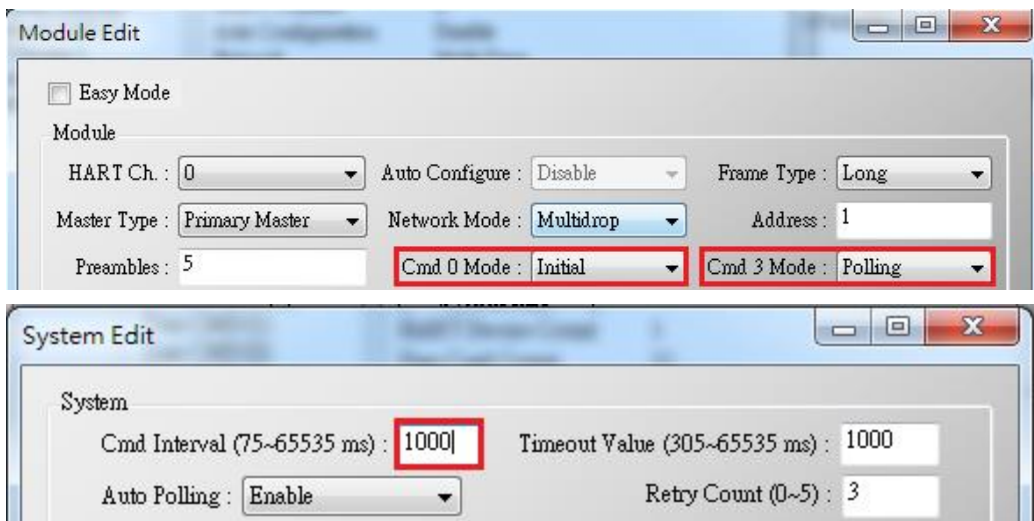 Module Edit
Easy Mode
Module
HART Ch. : 0 Auto Configure : Disable Frame Type : Long
Master Type : Primary Master Network Mode : Multidrop Address : 1
Preambles : 5 Cmd 0 Mode : Initial Cmd 3 Mode : Polling
System Edit
System
Cmd Interval (75~65535 ms) : 1000 Timeout Value (305~65535 ms) : 1000
Auto Polling : Enable Retry Count (0~5) : 3